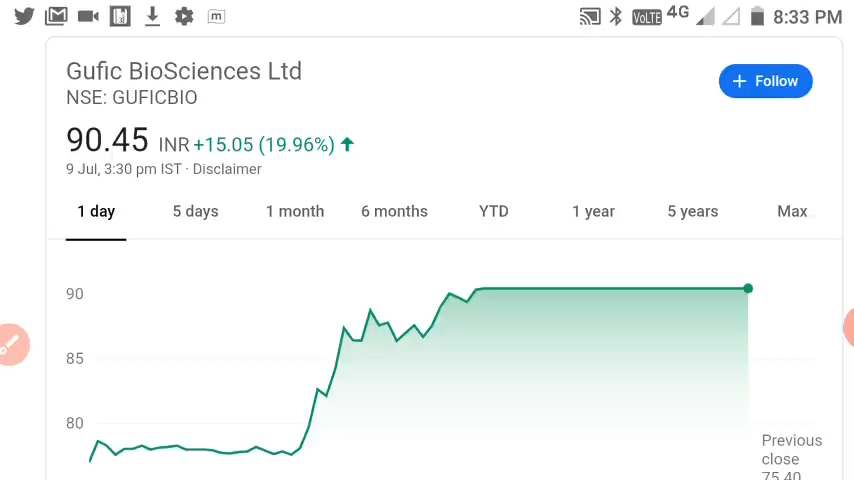 m
VoLTE 4G 8:33 PM
Gufic BioSciences Ltd
NSE: GUFICBIO
+ Follow
90.45 INR +15.05 (19.96%)
9 Jul, 3:30 pm IST · Disclaimer
1 day 5 days 1 month 6 months YTD 1 year 5 years Max
90
85
80
Previous
close
75.40